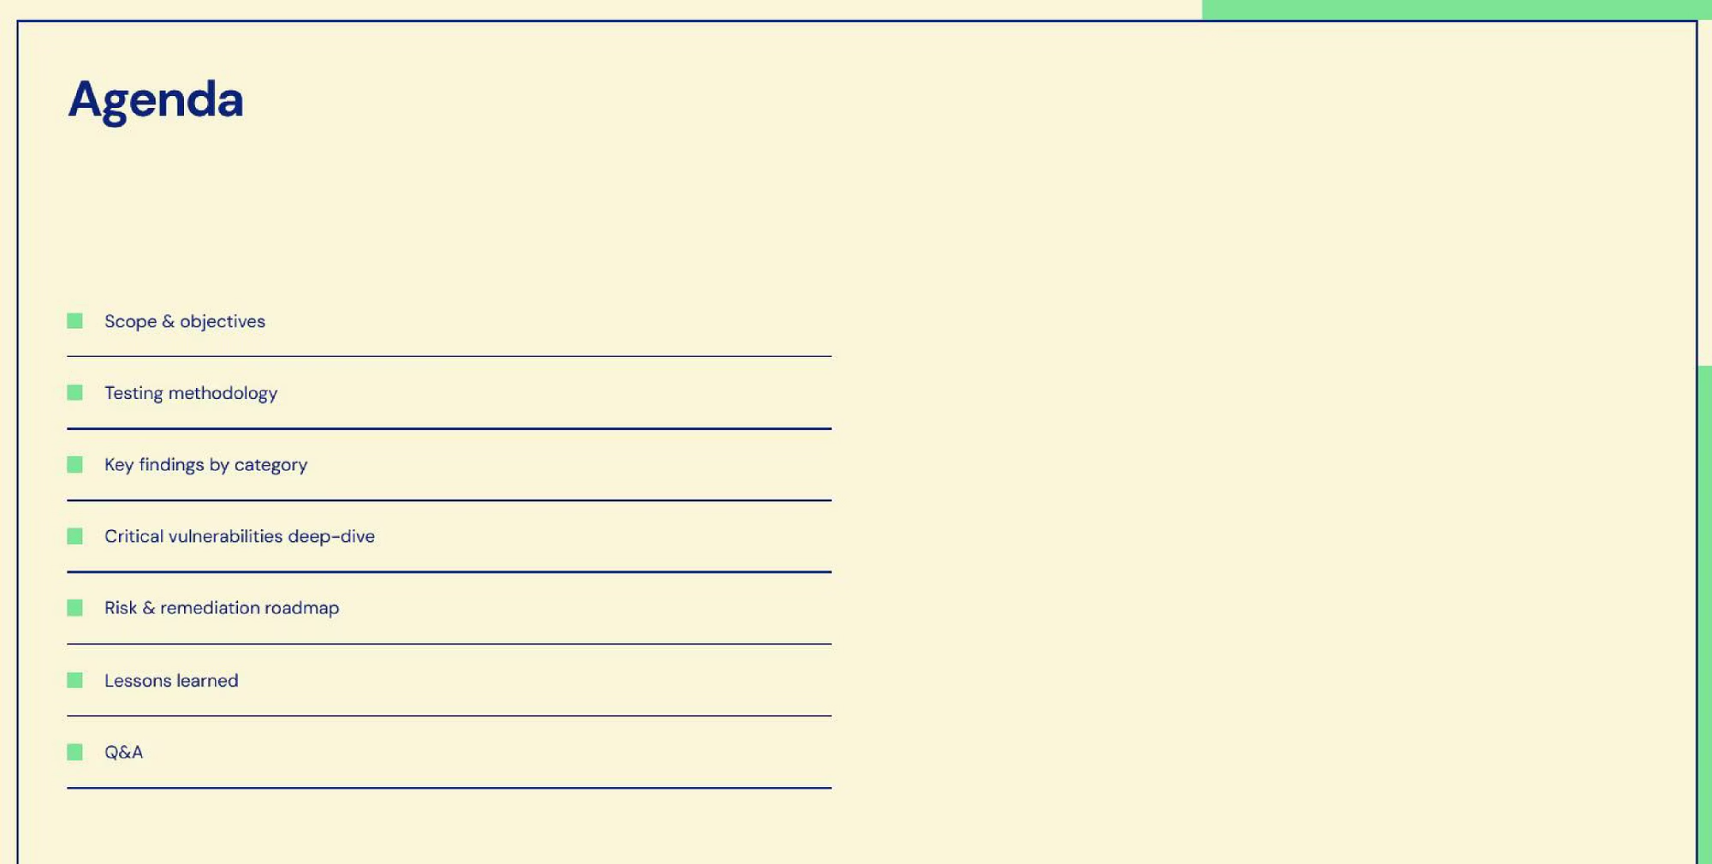 Agenda
Scope & objectives
Testing methodology
Key findings by category
Critical vulnerabilities deep-dive
Risk & remediation roadmap
Lessons learned
Q&A